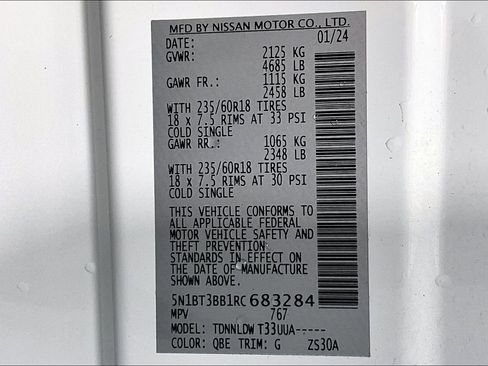 MFD BY NISSAN MOTOR CO., LTD.
DATE: 01/24
GVWR: 2125 KG
4685 LB
GAWR FR.: 1115 KG
2458 LB
WITH 235/60R18 TIRES
18 x 7.5 RIMS AT 33 PSI
COLD SINGLE
GAWR RR.: 1065 KG
2348 LB
WITH 235/60R18 TIRES
18 x 7.5 RIMS AT 30 PSI
COLD SINGLE
THIS VEHICLE CONFORMS TO
ALL APPLICABLE FEDERAL
MOTOR VEHICLE SAFETY AND
THEFT PREVENTION
STANDARDS IN EFFECT ON
THE DATE OF MANUFACTURE
SHOWN ABOVE.
5N1BT3BB1RC683284
MPV 767
MODEL: TDNNLDW T33UUA-----
COLOR: QBE TRIM: G ZS30A